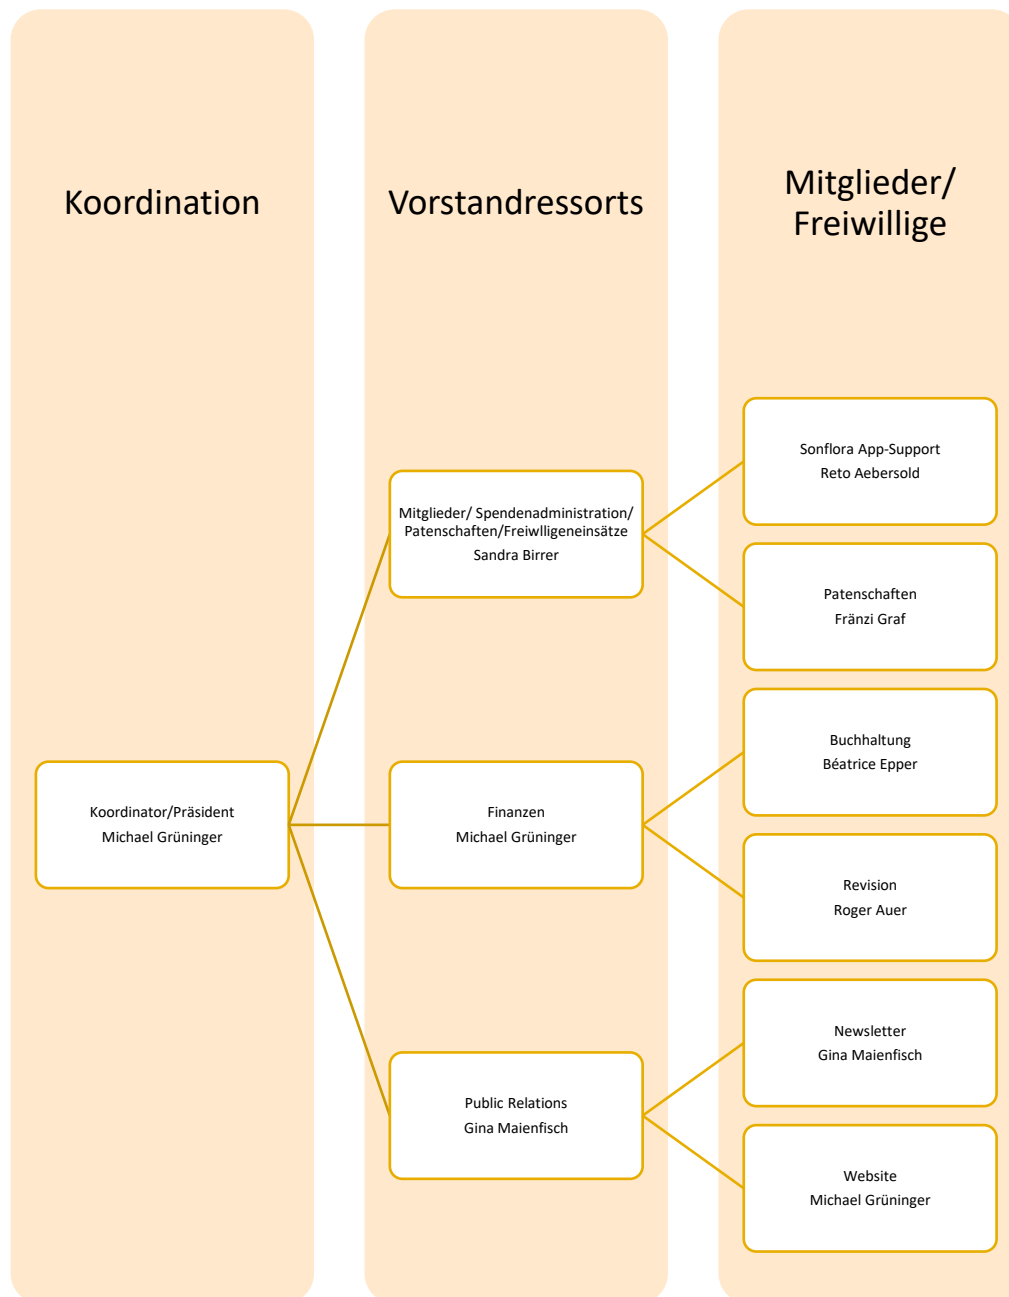 Koordination
Vorstandressorts
Mitglieder/
Freiwillige
Koordinator/Präsident
Michael Grüninger
Mitglieder/ Spendenadministration/
Patenschaften/Freiwlligeneinsätze
Sandra Birrer
Finanzen
Michael Grüninger
Public Relations
Gina Maienfisch
Sonflora App-Support
Reto Aebersold
Patenschaften
Fränzi Graf
Buchhaltung
Béatrice Epper
Revision
Roger Auer
Newsletter
Gina Maienfisch
Website
Michael Grüninger